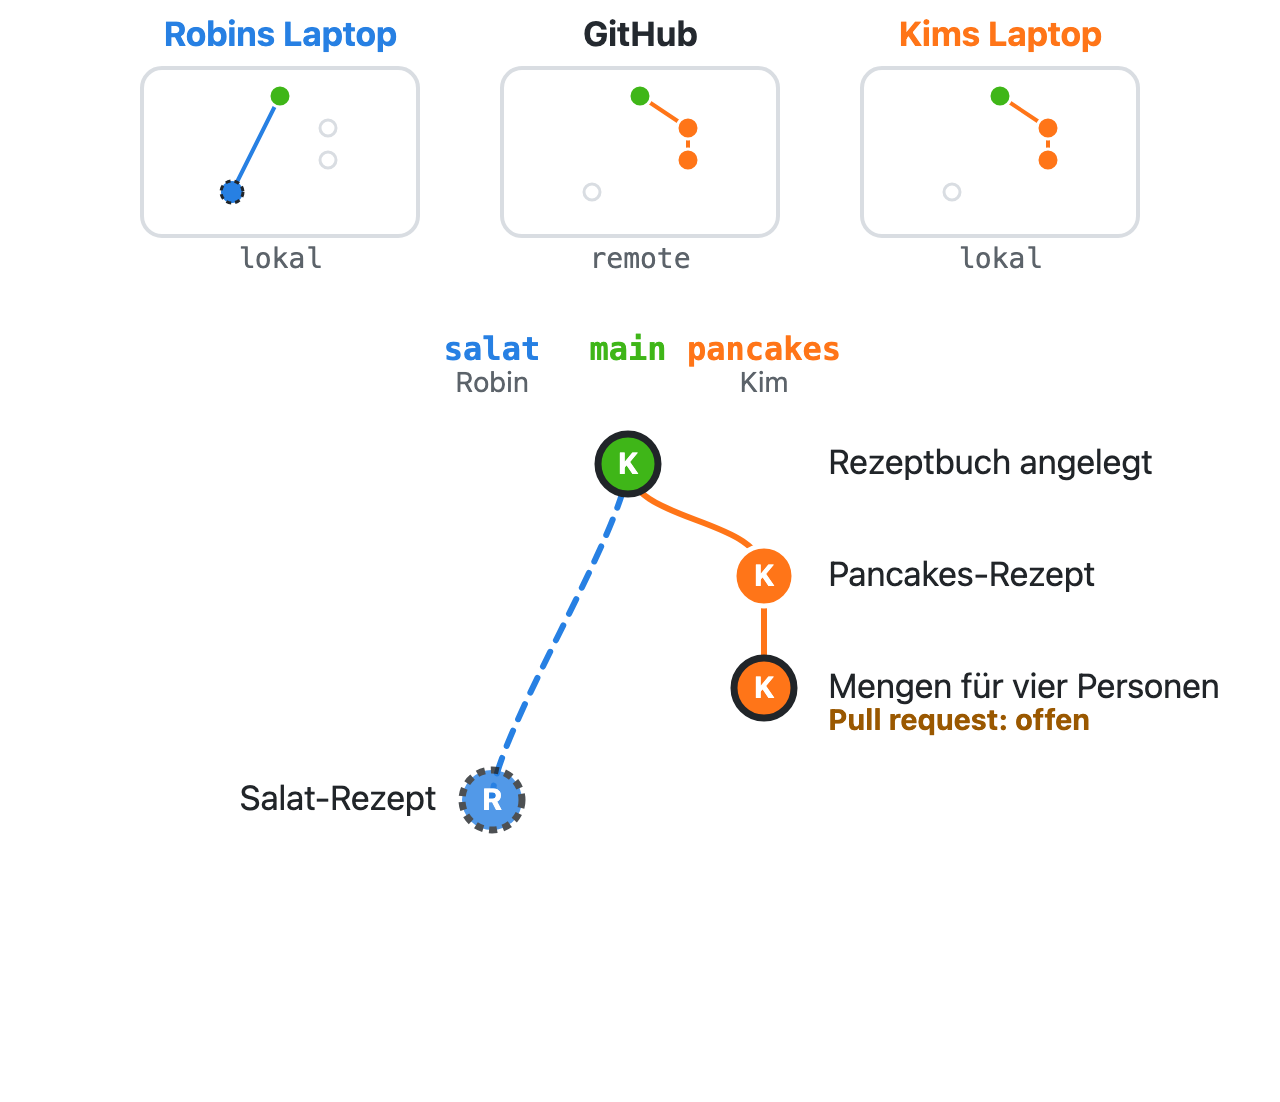 Robins Laptop
GitHub
Kims Laptop
lokal
remote
lokal
salat
main
pancakes
Robin
Kim
K
Rezeptbuch angelegt
K
Pancakes-Rezept
K
Mengen für vier Personen
Pull request: offen
Salat-Rezept
R